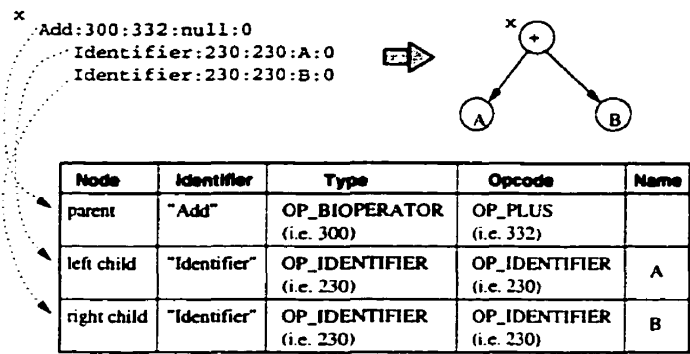 x
Add:300:332:null:0
Identifier:230:230:A:0
Identifier:230:230:B:0
x
+
A
B
Node Identifier Type Opcode Name
parent "Add" OP_BIOPERATOR OP_PLUS
(i.e. 300) (i.e. 332)
left child "Identifier" OP_IDENTIFIER OP_IDENTIFIER A
(i.e. 230) (i.e. 230)
right child "Identifier" OP_IDENTIFIER OP_IDENTIFIER B
(i.e. 230) (i.e. 230)